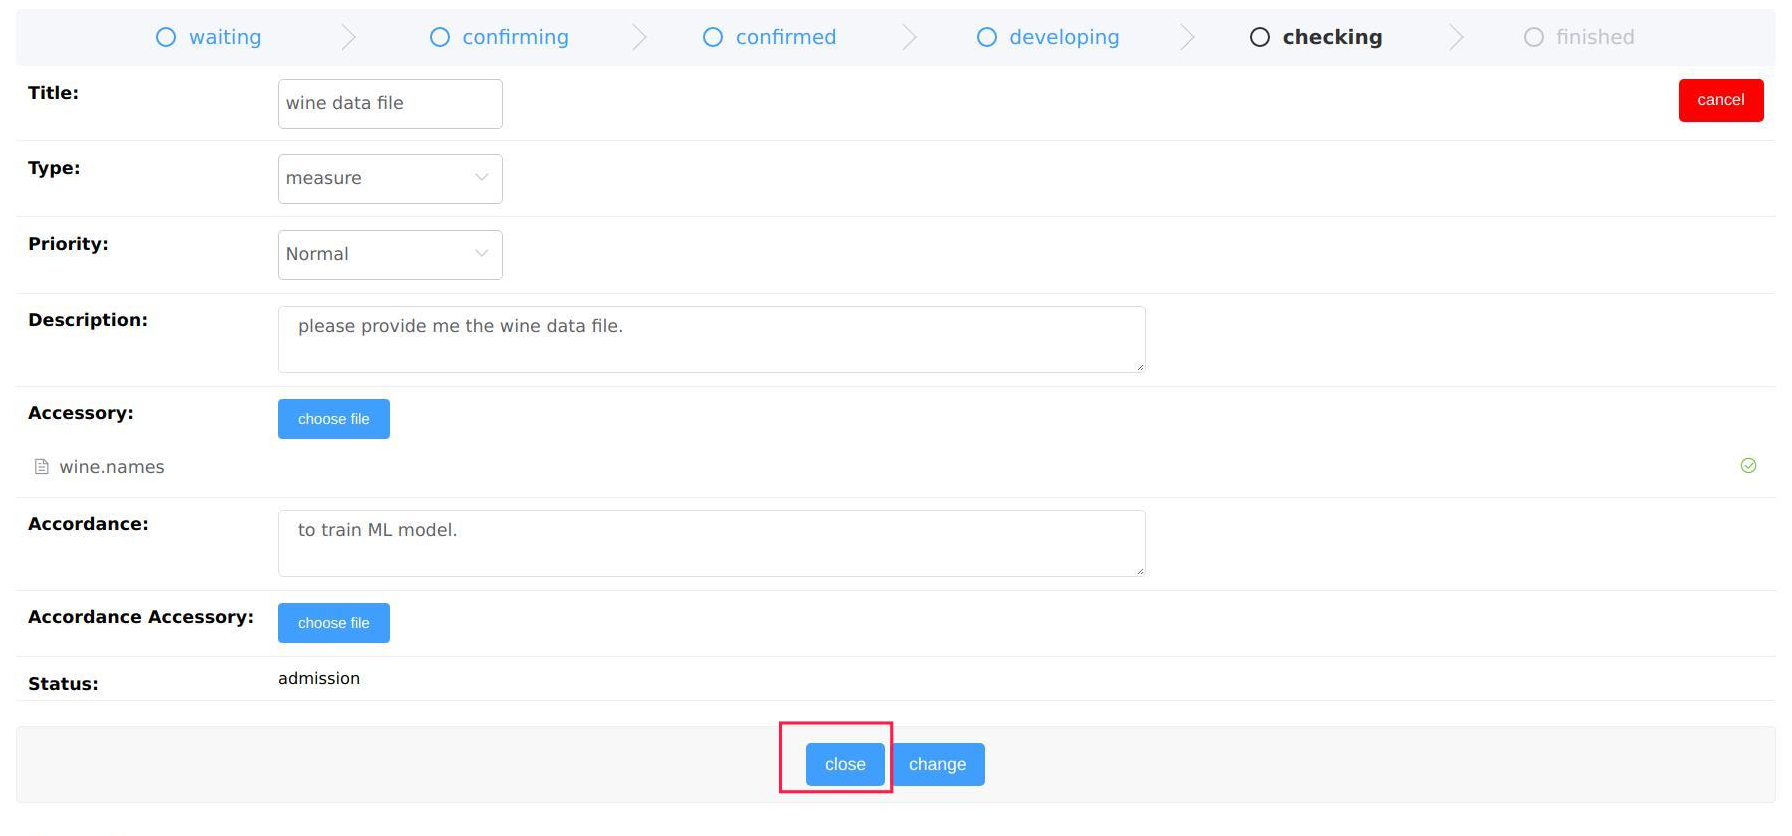 waiting confirming confirmed developing checking finished
Title: wine data file cancel
Type: measure
Priority: Normal
Description: please provide me the wine data file.
Accessory: choose file
wine.names
Accordance: to train ML model.
Accordance Accessory: choose file
Status: admission
close change